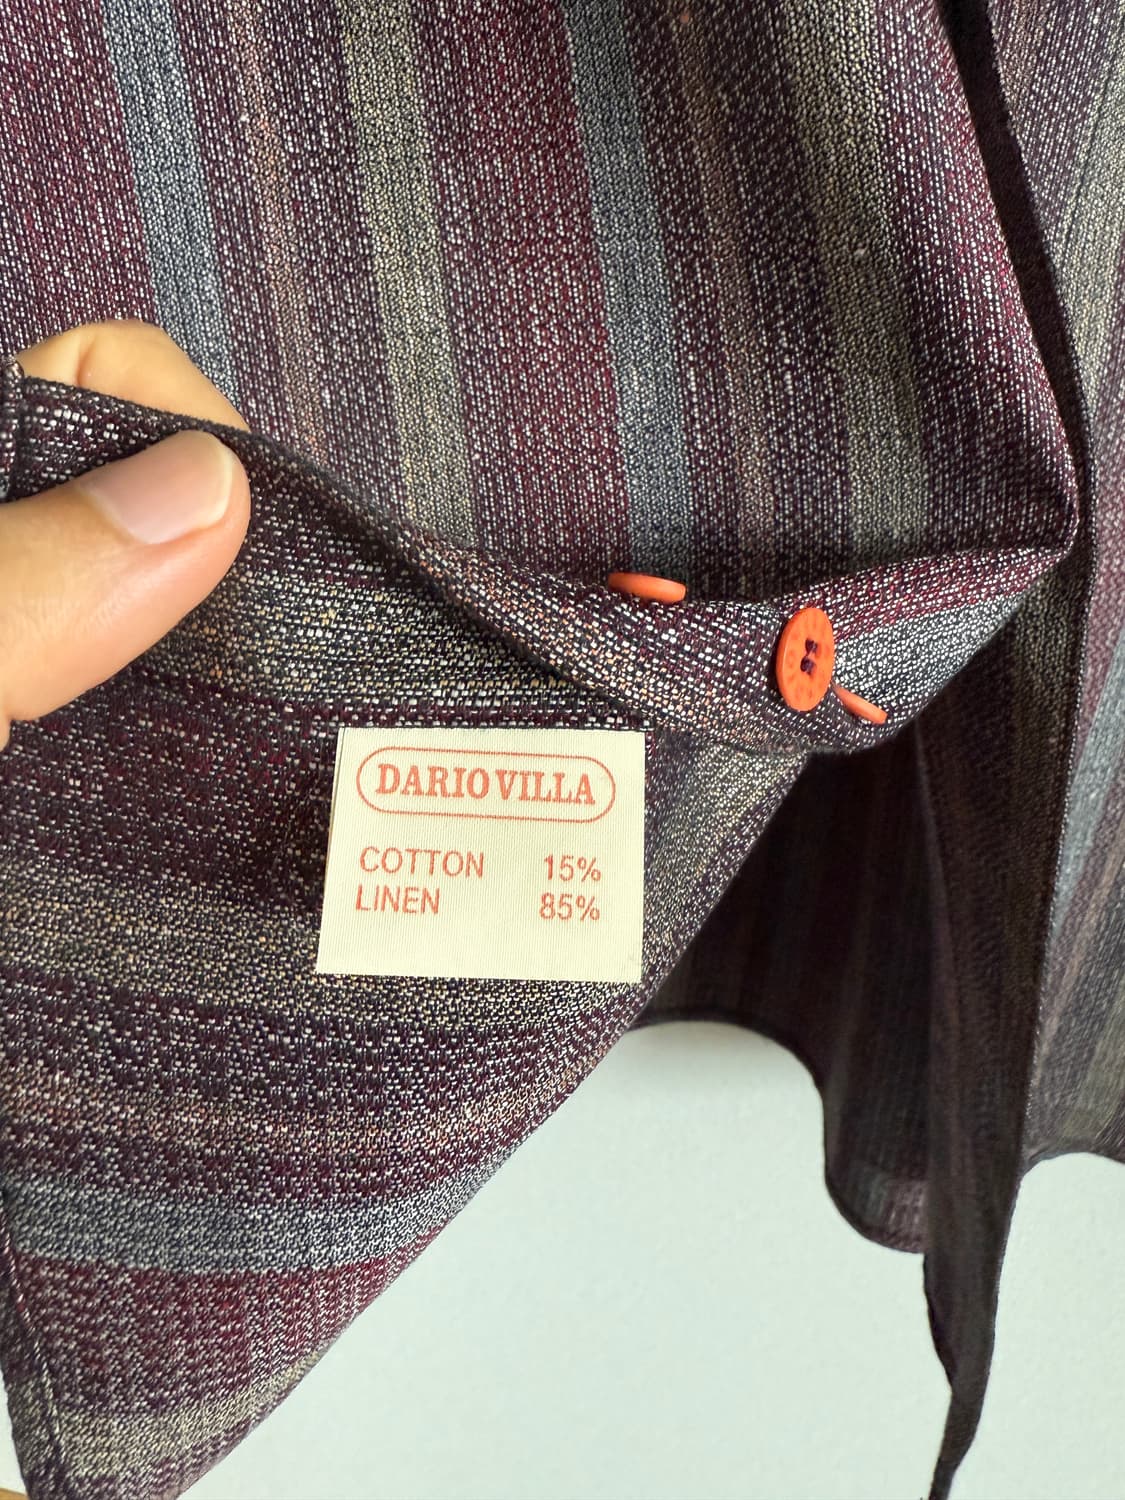 DARIO VILLA
COTTON 15%
LINEN 85%